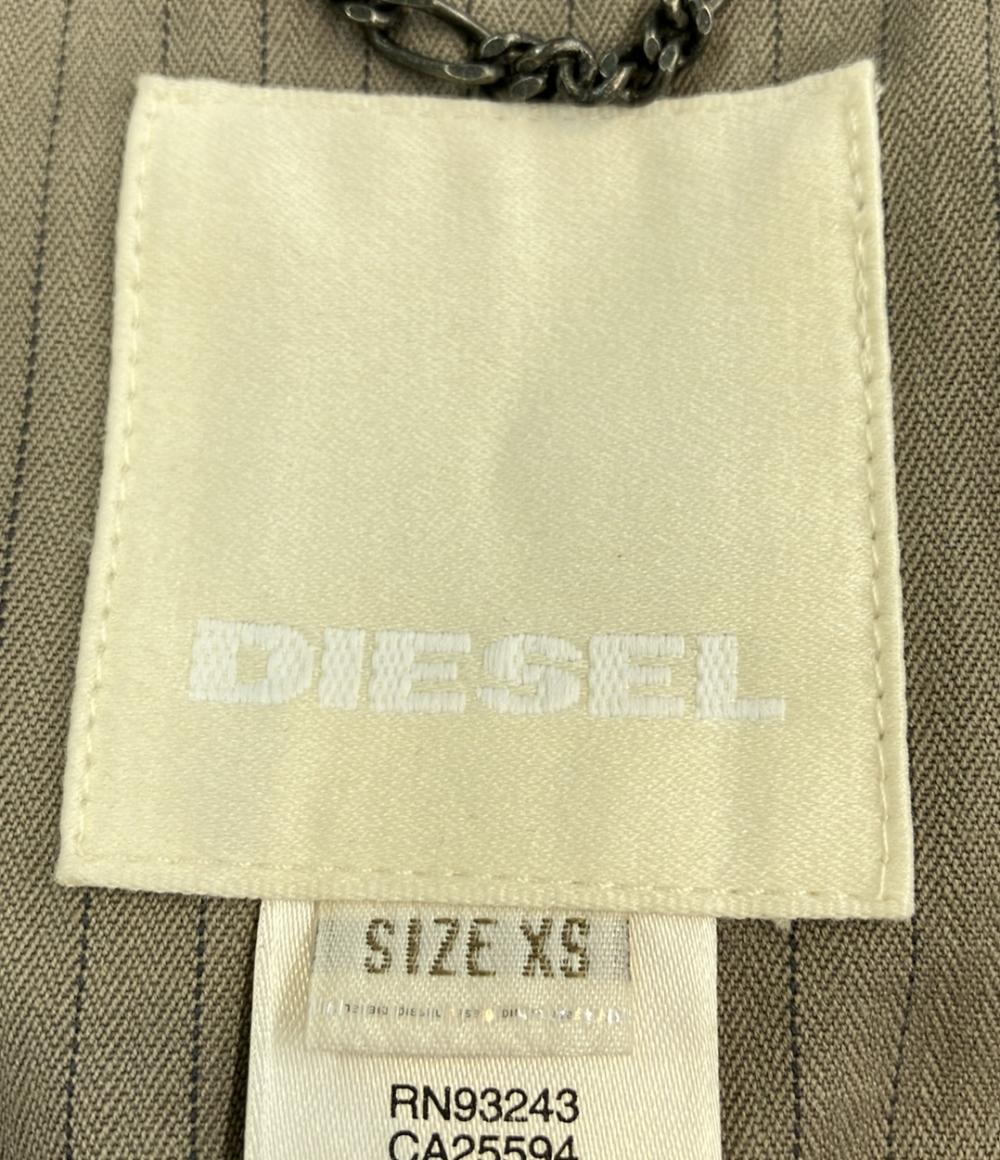 DIESEL
SIZE XS
RN93243
CA25594